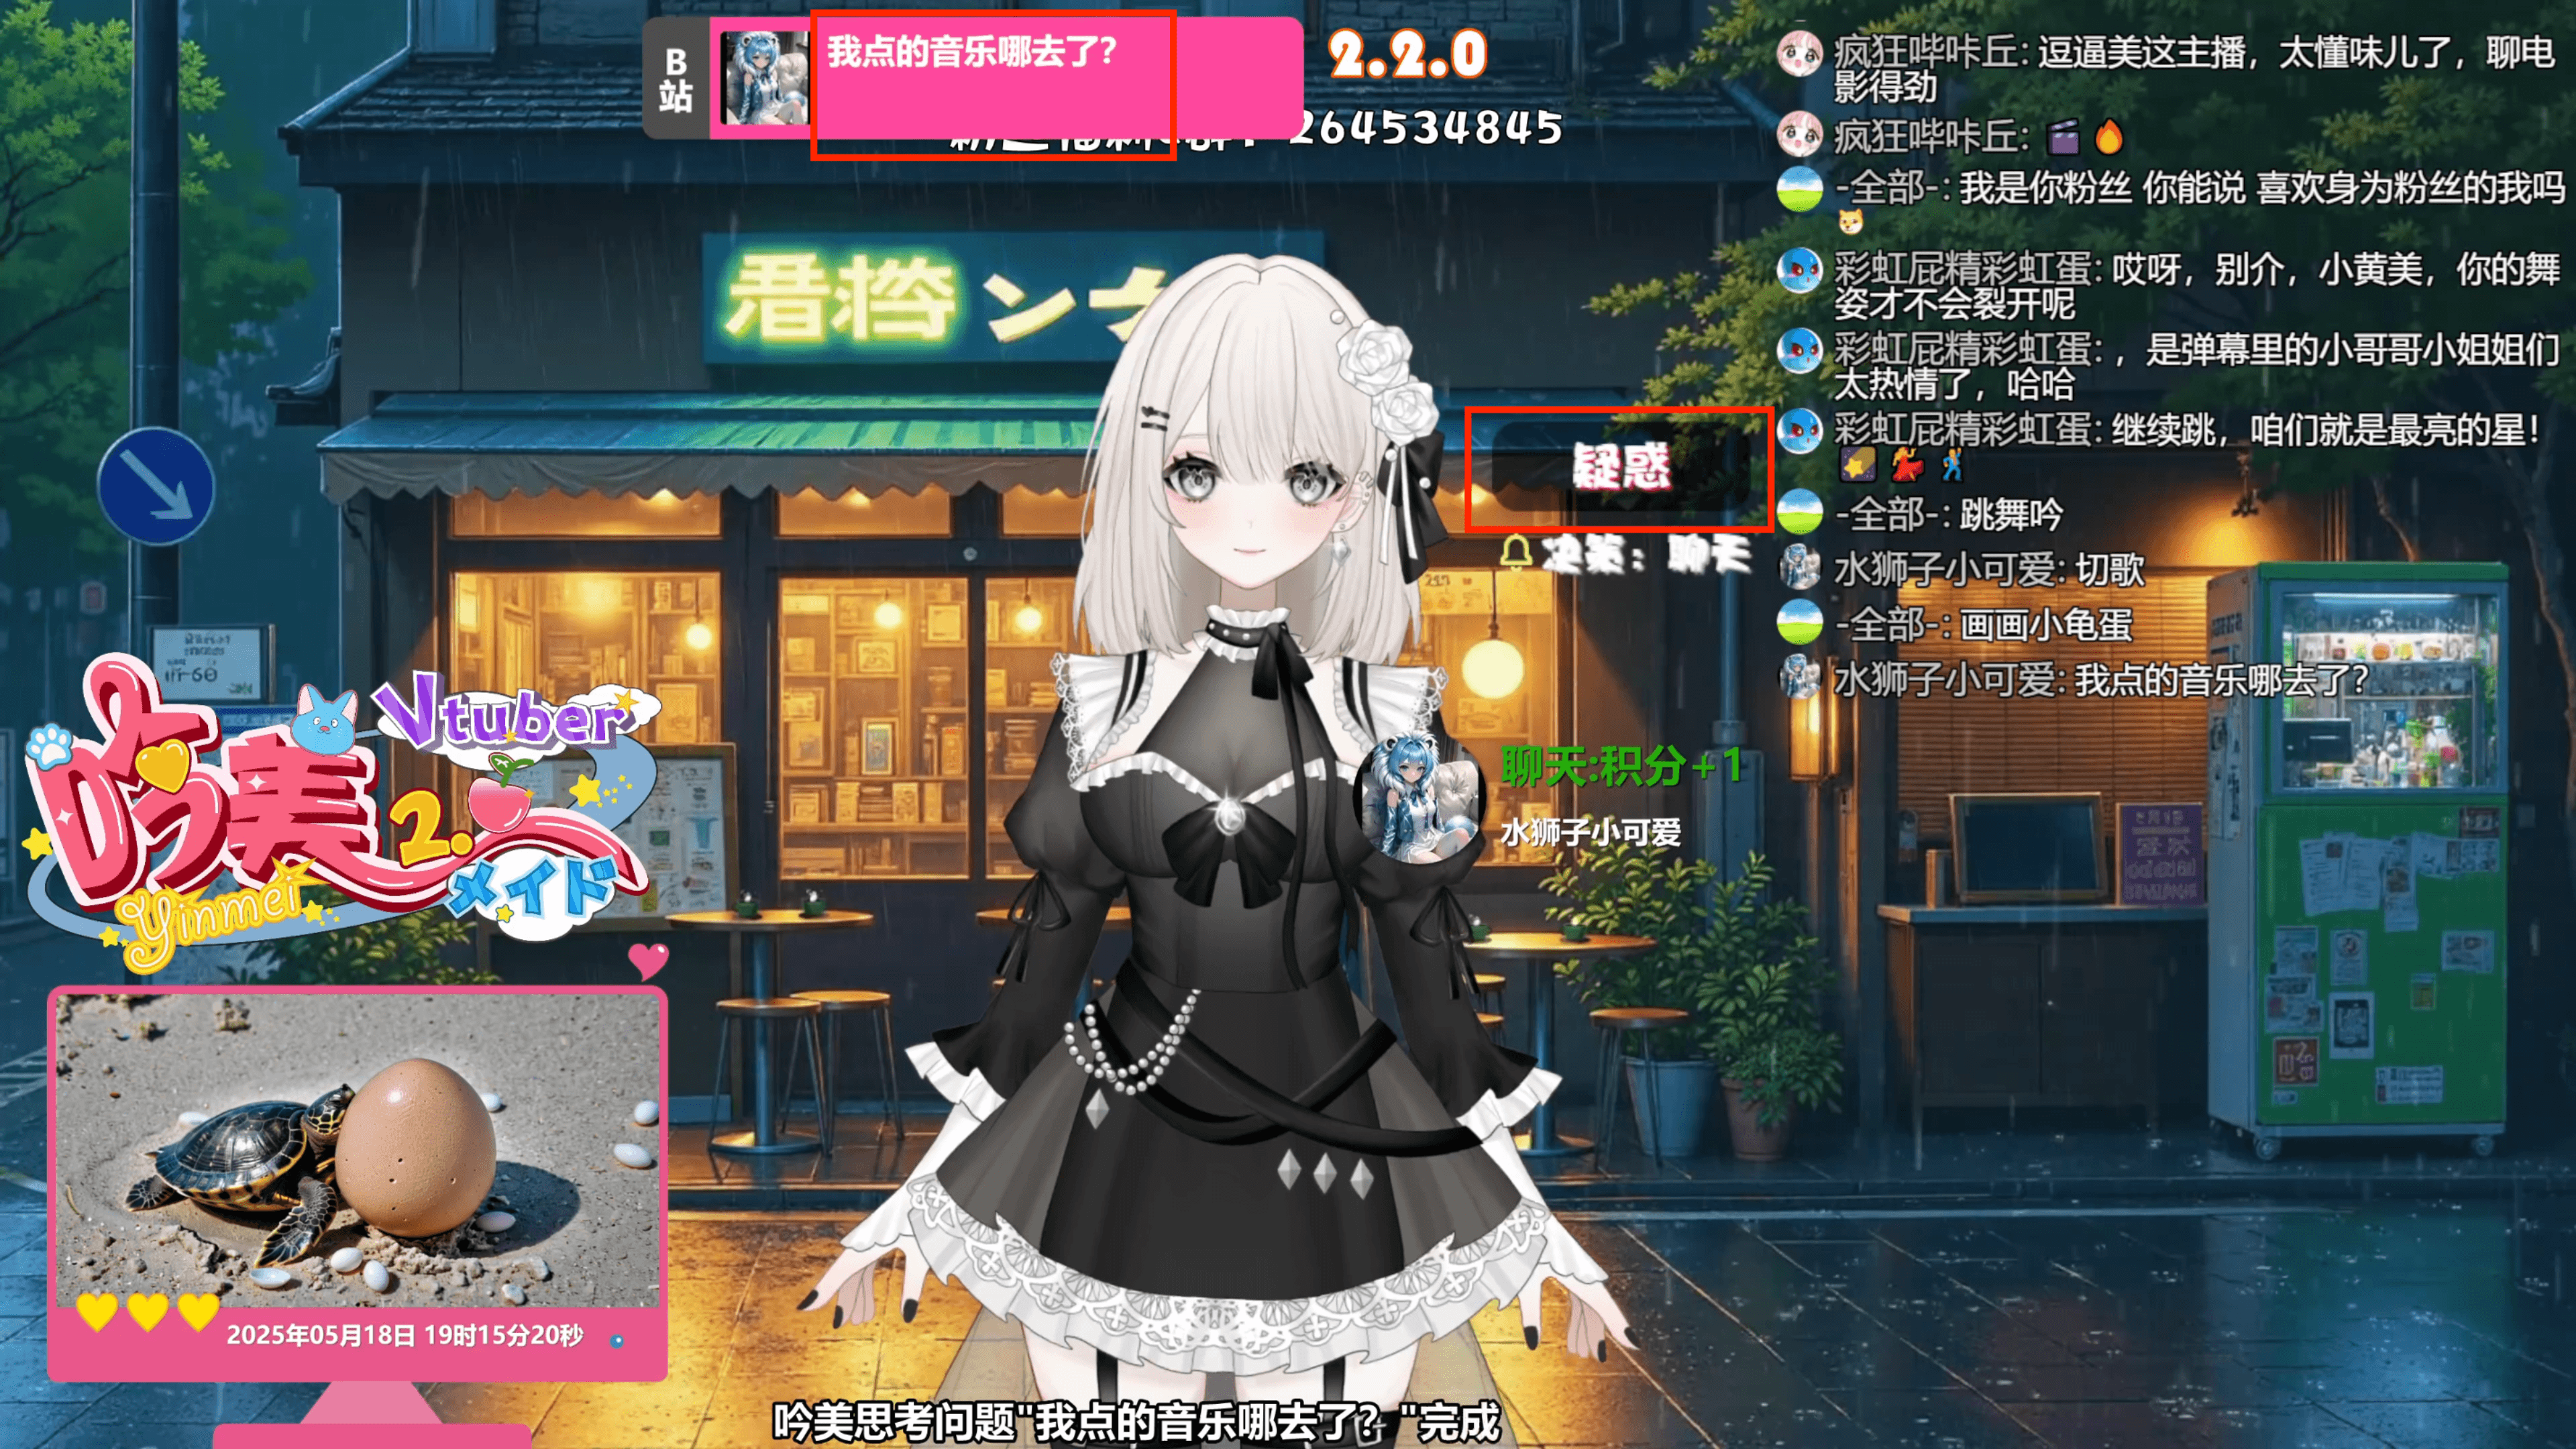 B站
我点的音乐哪去了？
2.2.0
264534845
疯狂哔咔丘: 逗逼美这主播，太懂味儿了，聊电
影得劲
疯狂哔咔丘: 🎬 🔥
-全部-: 我是你粉丝 你能说 喜欢身为粉丝的我吗
彩虹屁精彩虹蛋: 哎呀，别介，小黄美，你的舞
姿才不会裂开呢
彩虹屁精彩虹蛋: ，是弹幕里的小哥哥小姐姐们
太热情了，哈哈
彩虹屁精彩虹蛋: 继续跳，咱们就是最亮的星！
🌠 💃 🕺
-全部-: 跳舞吟
水狮子小可爱: 切歌
-全部-: 画画小龟蛋
水狮子小可爱: 我点的音乐哪去了？
疑惑
决策：聊天
聊天:积分+1
水狮子小可爱
吟美 2.
Vtuber
yinmei
メイド
2025年05月18日 19时15分20秒
吟美思考问题"我点的音乐哪去了？"完成